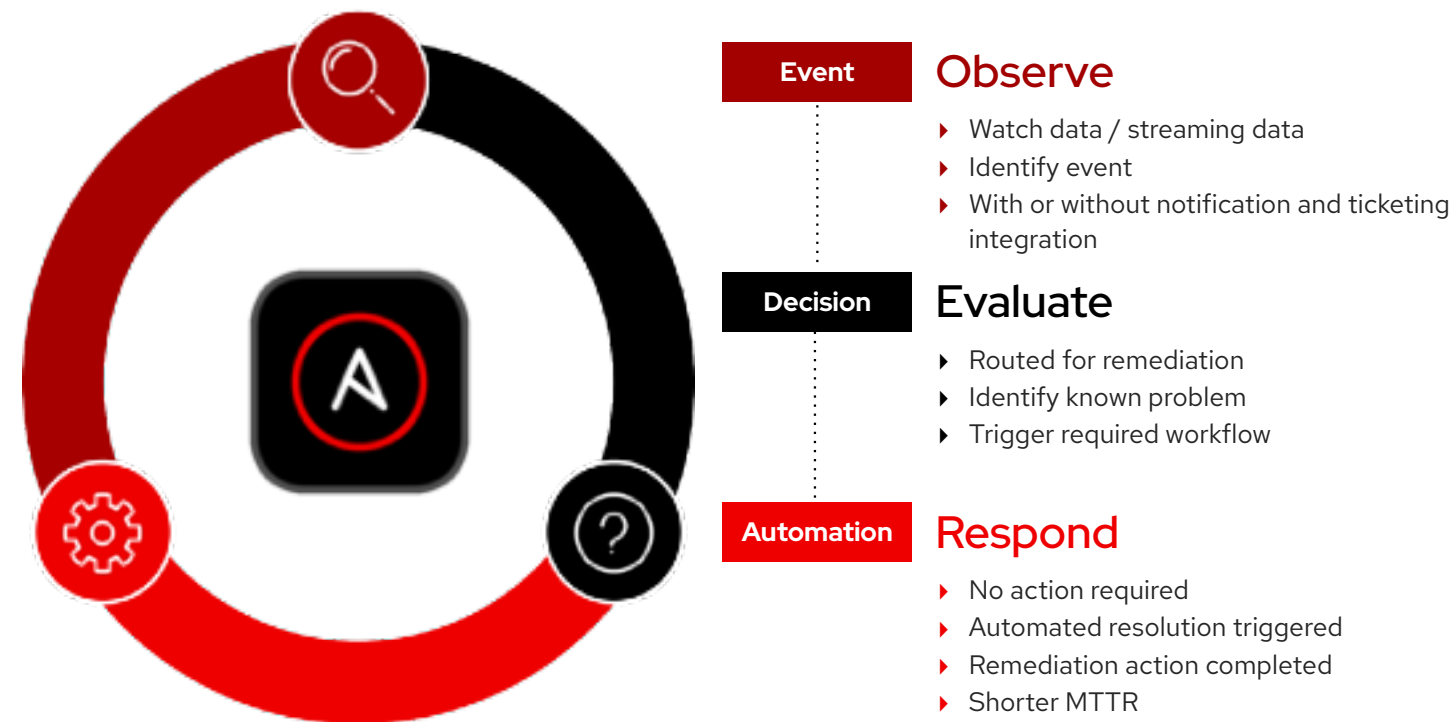 Event
Observe
Watch data / streaming data
Identify event
With or without notification and ticketing
integration
Decision
Evaluate
Routed for remediation
Identify known problem
Trigger required workflow
Automation
Respond
No action required
Automated resolution triggered
Remediation action completed
Shorter MTTR